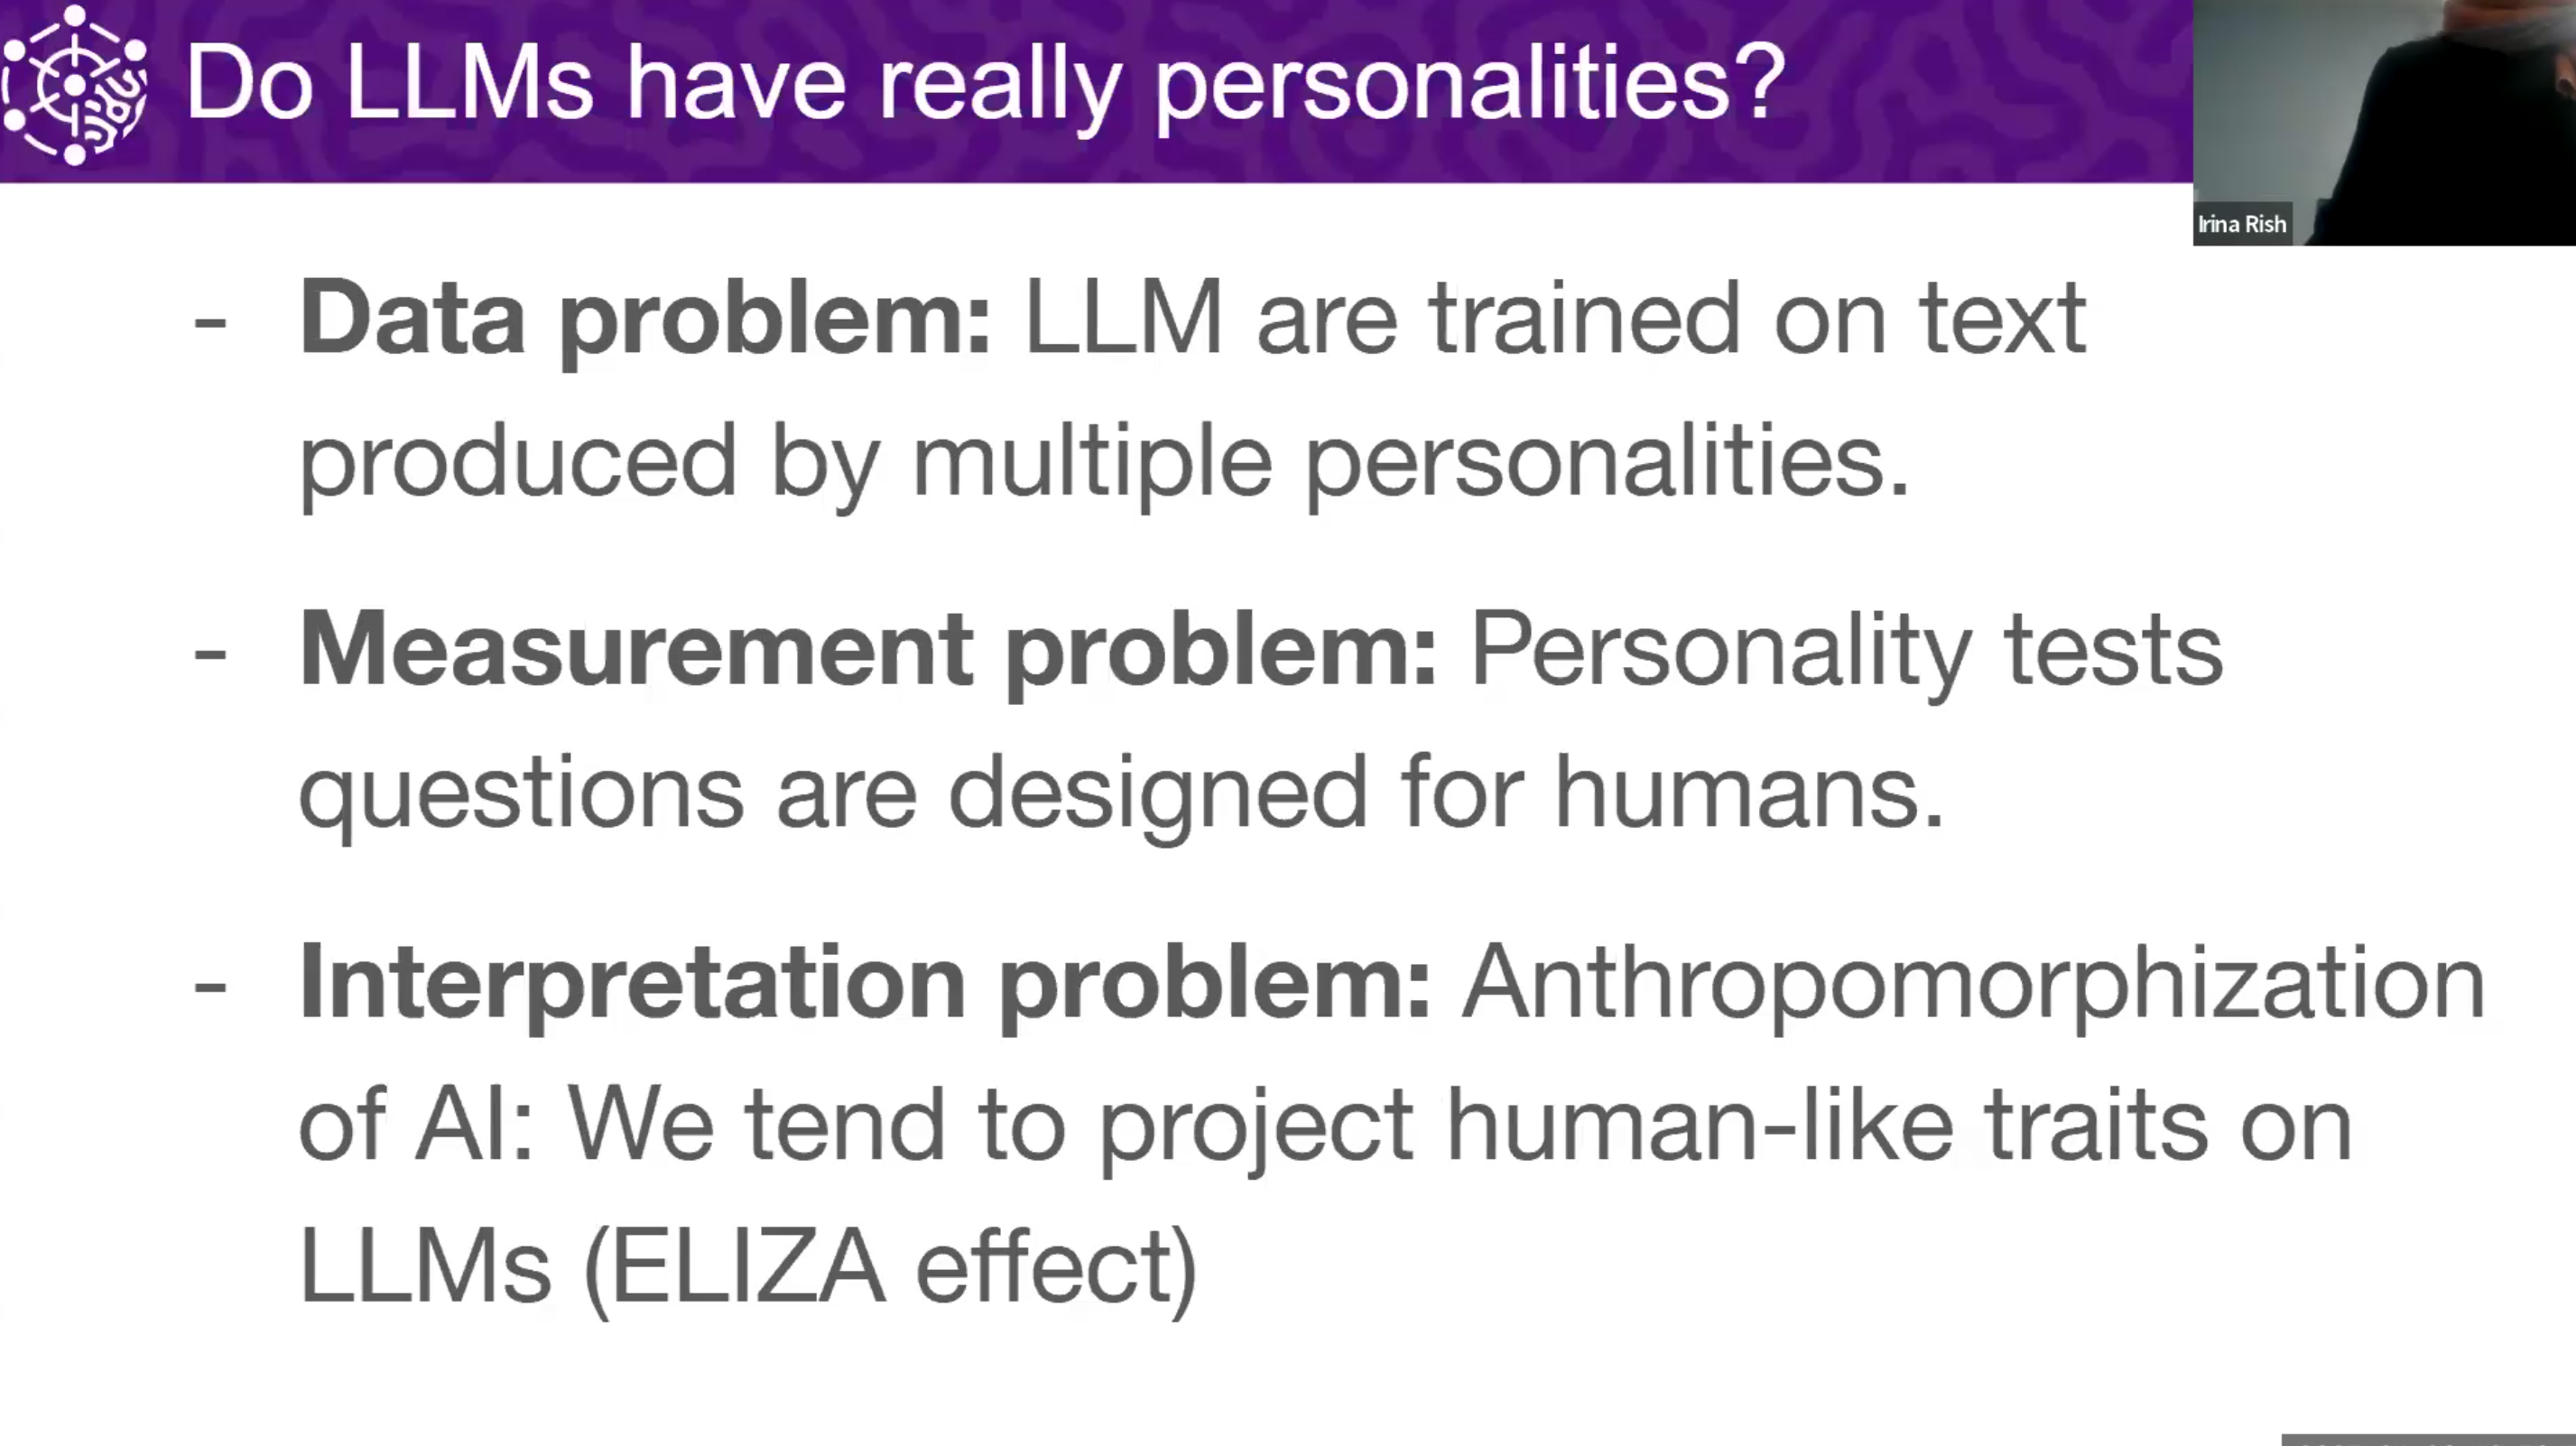 Do LLMs have really personalities?
Irina Rish
- Data problem: LLM are trained on text
produced by multiple personalities.
- Measurement problem: Personality tests
questions are designed for humans.
- Interpretation problem: Anthropomorphization
of AI: We tend to project human-like traits on
LLMs (ELIZA effect)